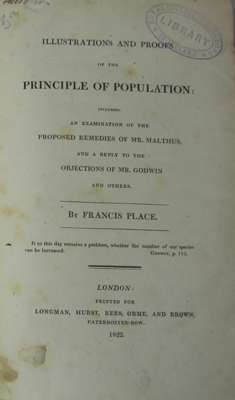 ILLUSTRATIONS AND PROOFS
OF THE
PRINCIPLE OF POPULATION:
INCLUDING
AN EXAMINATION OF THE
PROPOSED REMEDIES OF MR. MALTHUS,
AND A REPLY TO THE
OBJECTIONS OF MR. GODWIN
AND OTHERS.
BY FRANCIS PLACE.
It to this day remains a problem, whether the number of our species
can be increased.
GODWIN, p.
LONDON:
PRINTED FOR
LONGMAN, HURST, REES, ORME, AND BROWN,
PATERNOSTER-ROW.
1822.
LIBRARY